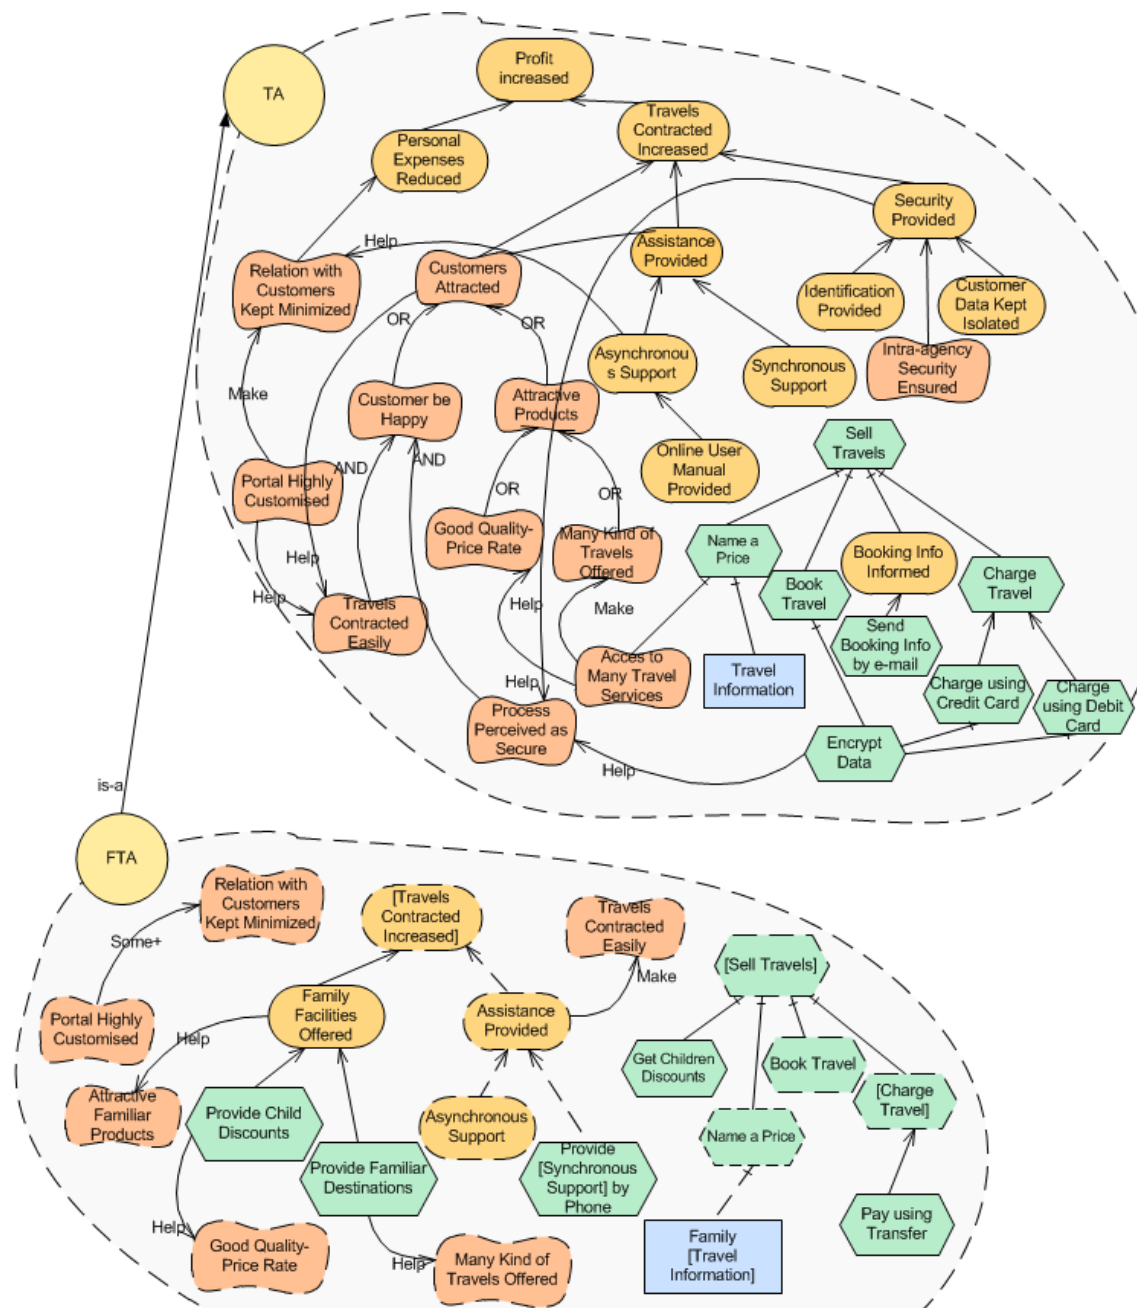 TA
Profit
increased
Travels
Contracted
Increased
Personal
Expenses
Reduced
Security
Provided
Help
Assistance
Provided
Relation with
Customers
Kept Minimized
Customers
Attracted
Identification
Provided
Customer
Data Kept
Isolated
OR
OR
Asynchronou
s Support
Synchronous
Support
Intra-agency
Security
Ensured
Make
Customer be
Happy
Attractive
Products
Sell
Travels
Online User
Manual
Provided
AND
AND
Portal Highly
Customised
OR
OR
Good Quality-
Price Rate
Many Kind of
Travels
Offered
Name a
Price
Booking Info
Informed
Help
Book
Travel
Charge
Travel
Help
Travels
Contracted
Easily
Help
Make
Send
Booking Info
by e-mail
Acces to
Many Travel
Services
Travel
Information
Help
Charge using
Credit Card
Charge
using Debit
Card
Process
Perceived as
Secure
Encrypt
Data
Help
is-a
FTA
Relation with
Customers
Kept Minimized
[Travels
Contracted
Increased]
Travels
Contracted
Easily
Some+
[Sell Travels]
Make
Portal Highly
Customised
Family
Facilities
Offered
Assistance
Provided
Help
Get Children
Discounts
Book Travel
Attractive
Familiar
Products
Provide Child
Discounts
Asynchronous
Support
[Charge
Travel]
Name a Price
Provide Familiar
Destinations
Provide
[Synchronous
Support] by
Phone
Help
Pay using
Transfer
Good Quality-
Price Rate
Help
Many Kind of
Travels Offered
Family
[Travel
Information]